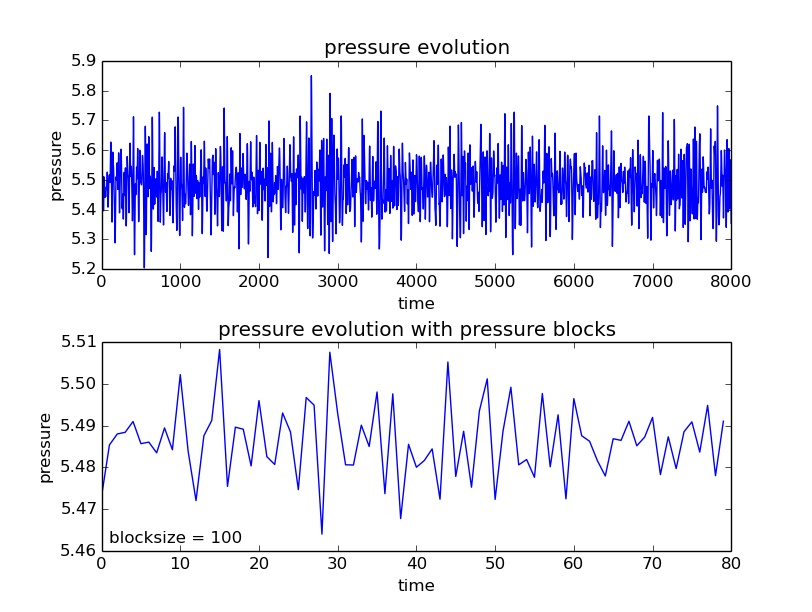 pressure evolution
5.9
5.8
5.7
5.6
5.5
5.4
5.3
5.2
pressure
0 1000 2000 3000 4000 5000 6000 7000 8000
time
pressure evolution with pressure blocks
5.51
5.50
5.49
5.48
5.47
5.46
pressure
blocksize = 100
0 10 20 30 40 50 60 70 80
time